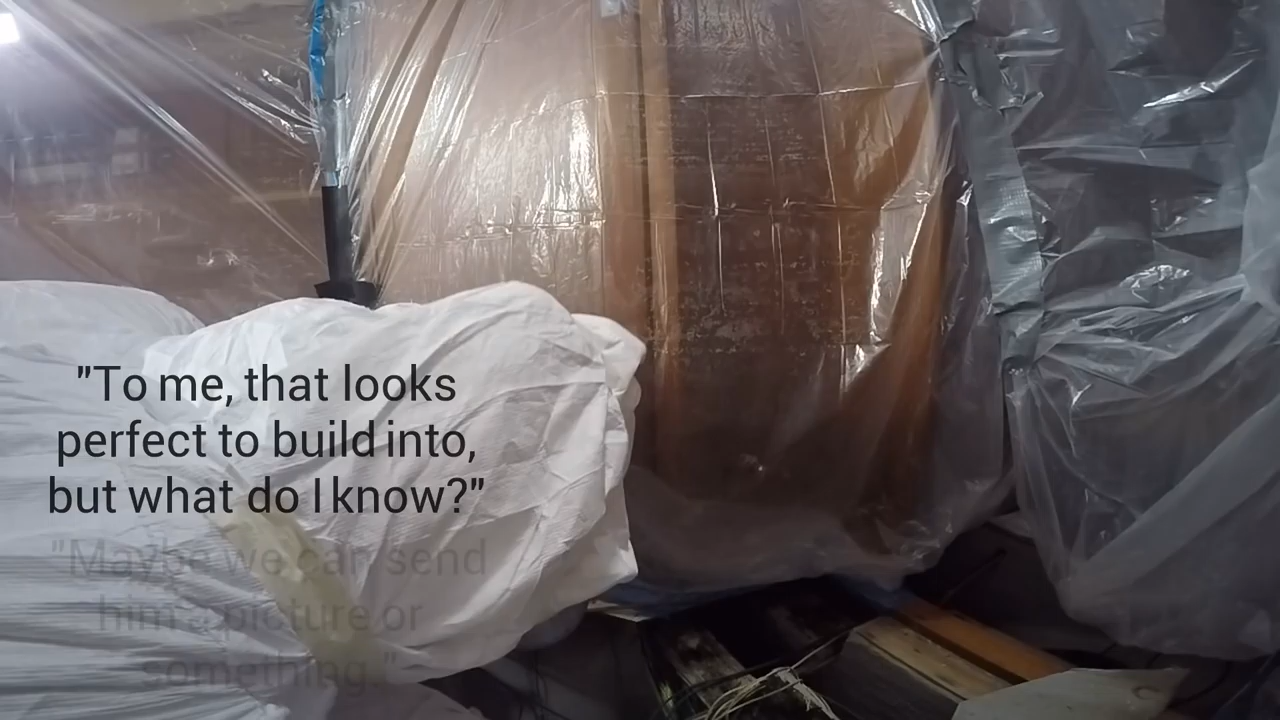 "To me, that looks
perfect to build into,
but what do I know?"
"Maybe we can send
him a picture or
something."